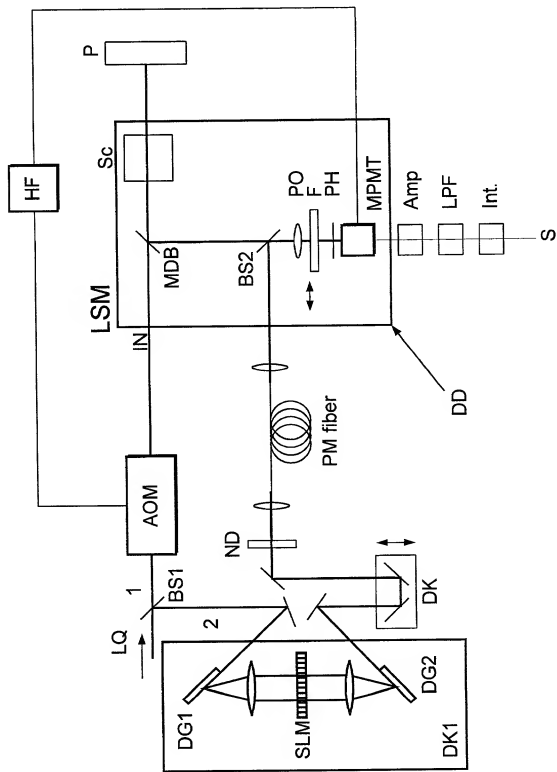 HF
P
Sc
LSM
MDB
IN
AOM
1
BS1
LQ
2
BS2
PO
F
PH
MPMT
Amp
LPF
Int.
S
DD
PM fiber
ND
DK
DG1
SLM
DG2
DK1